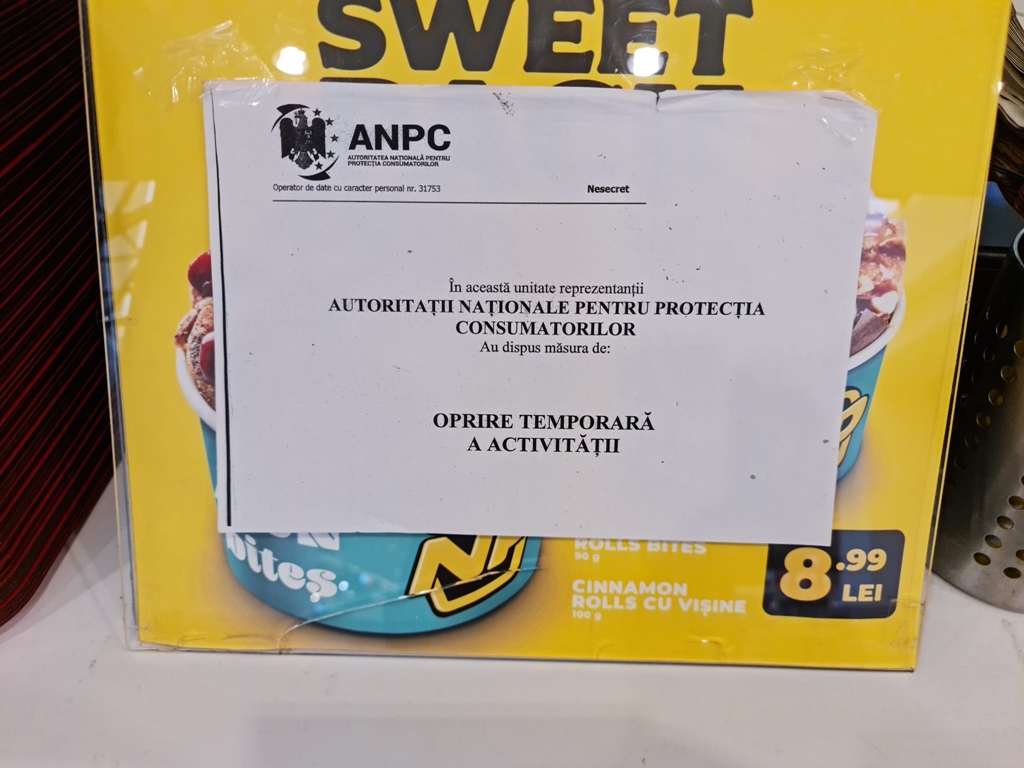 SWEET
ANPC
AUTORITATEA NAȚIONALĂ PENTRU
PROTECȚIA CONSUMATORILOR
Operator de date cu caracter personal nr. 31753
Nesecret
În această unitate reprezentanții
AUTORITAȚII NAȚIONALE PENTRU PROTECȚIA
CONSUMATORILOR
Au dispus măsura de:
OPRIRE TEMPORARĂ
A ACTIVITĂȚII
bites
ROLLS BITES
90 g
CINNAMON
ROLLS CU VIȘINE
100 g
8.99
LEI